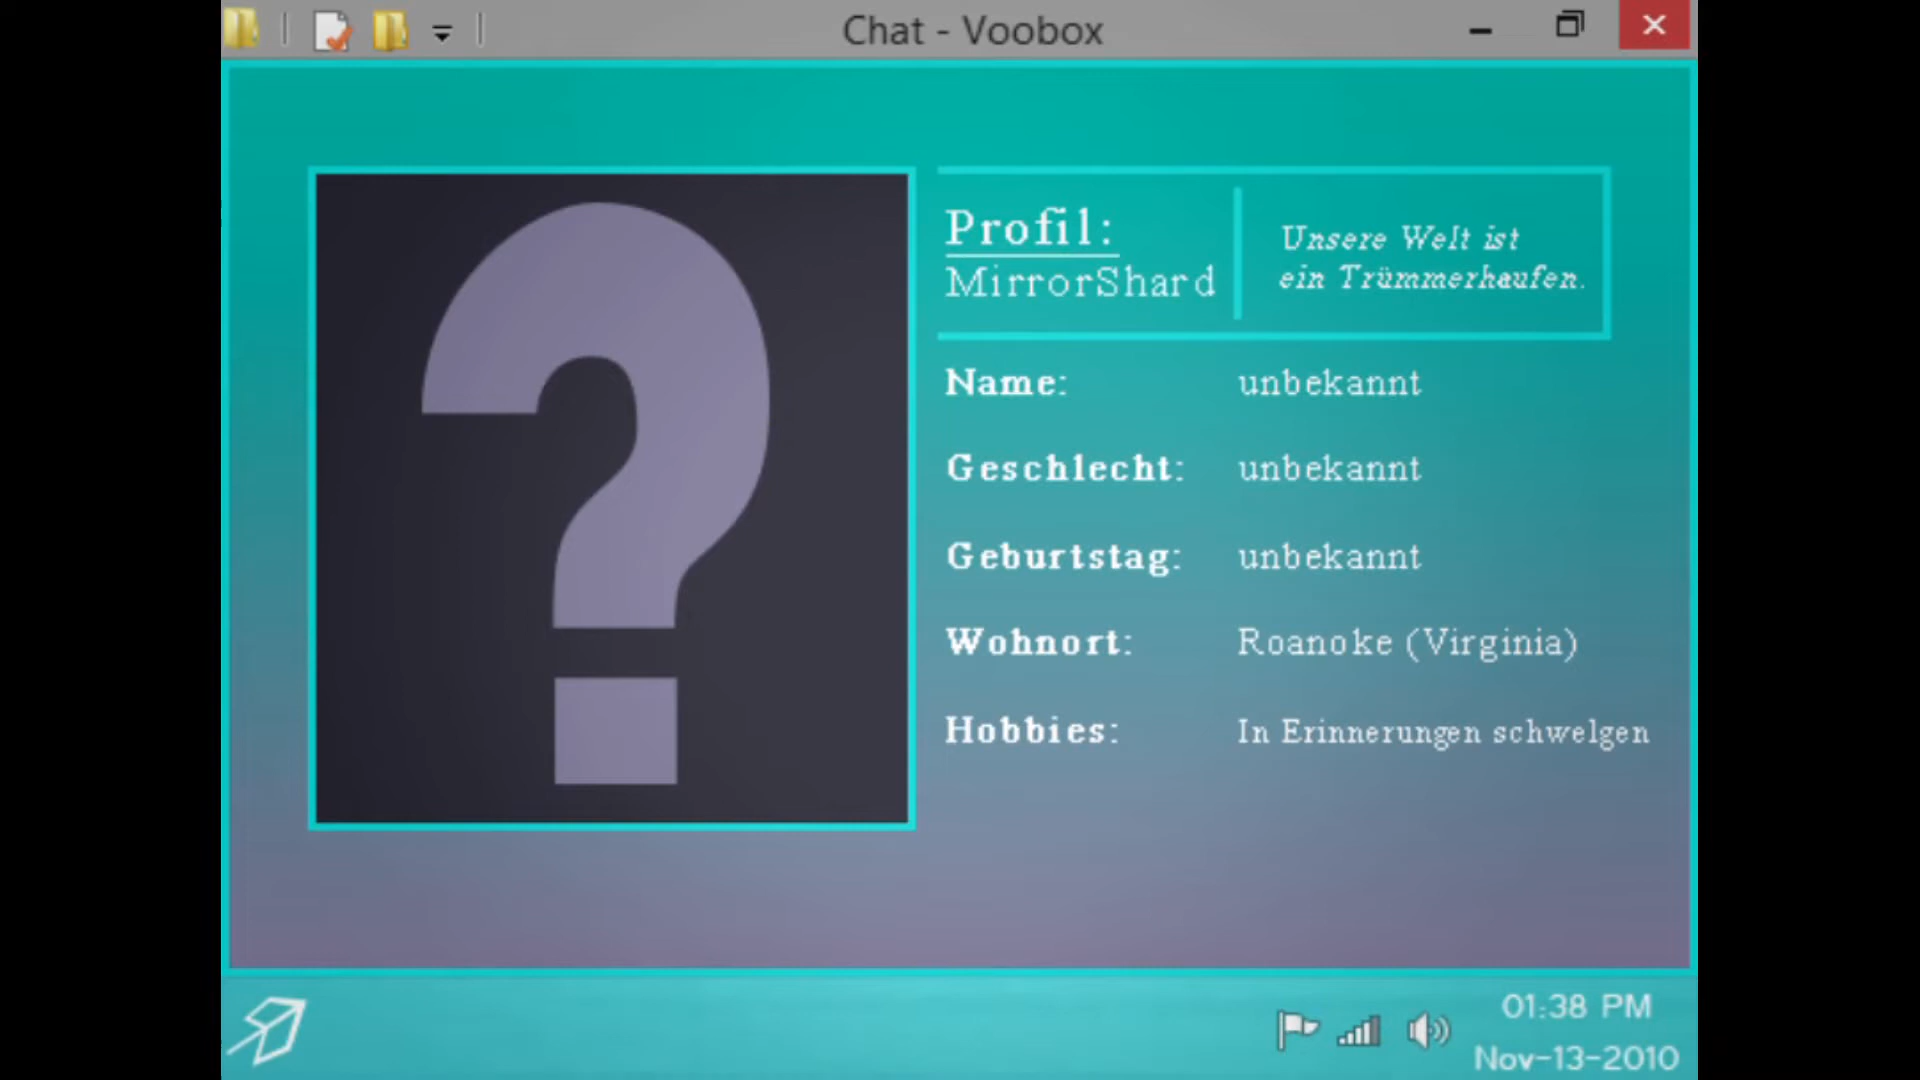 Chat - Voobox
Profil:
MirrorShard
Unsere Welt ist
ein Trümmerhaufen.
Name: unbekannt
Geschlecht: unbekannt
Geburtstag: unbekannt
Wohnort: Roanoke (Virginia)
Hobbies: In Erinnerungen schwelgen
01:38 PM
Nov-13-2010